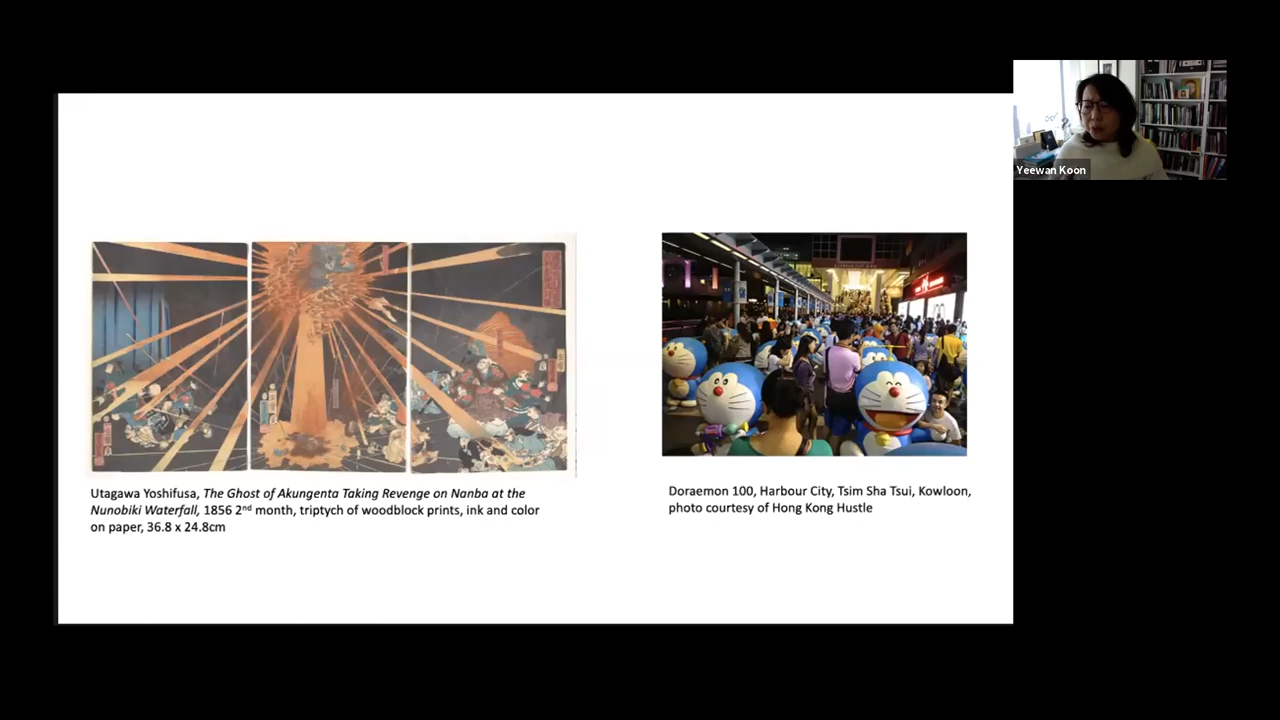 Yeewan Koon
Utagawa Yoshifusa, The Ghost of Akungenta Taking Revenge on Nanba at the
Nunobiki Waterfall, 1856 2nd month, triptych of woodblock prints, ink and color
on paper, 36.8 x 24.8cm
Doraemon 100, Harbour City, Tsim Sha Tsui, Kowloon,
photo courtesy of Hong Kong Hustle